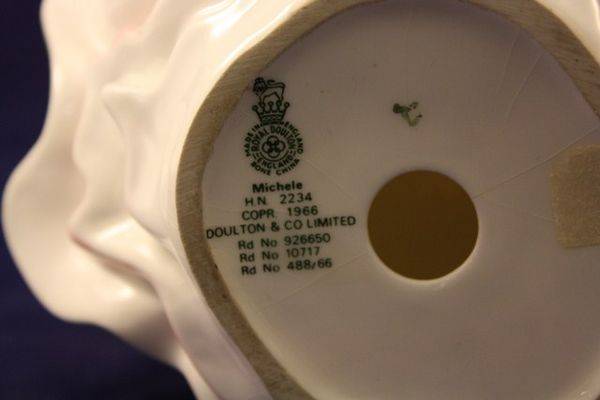 MADE IN ENGLAND
ROYAL DOULTON
ENGLAND
BONE CHINA
Michele
H.N. 2234
COPR. 1966
DOULTON & CO LIMITED
Rd No 926650
Rd No 10717
Rd No 488/66